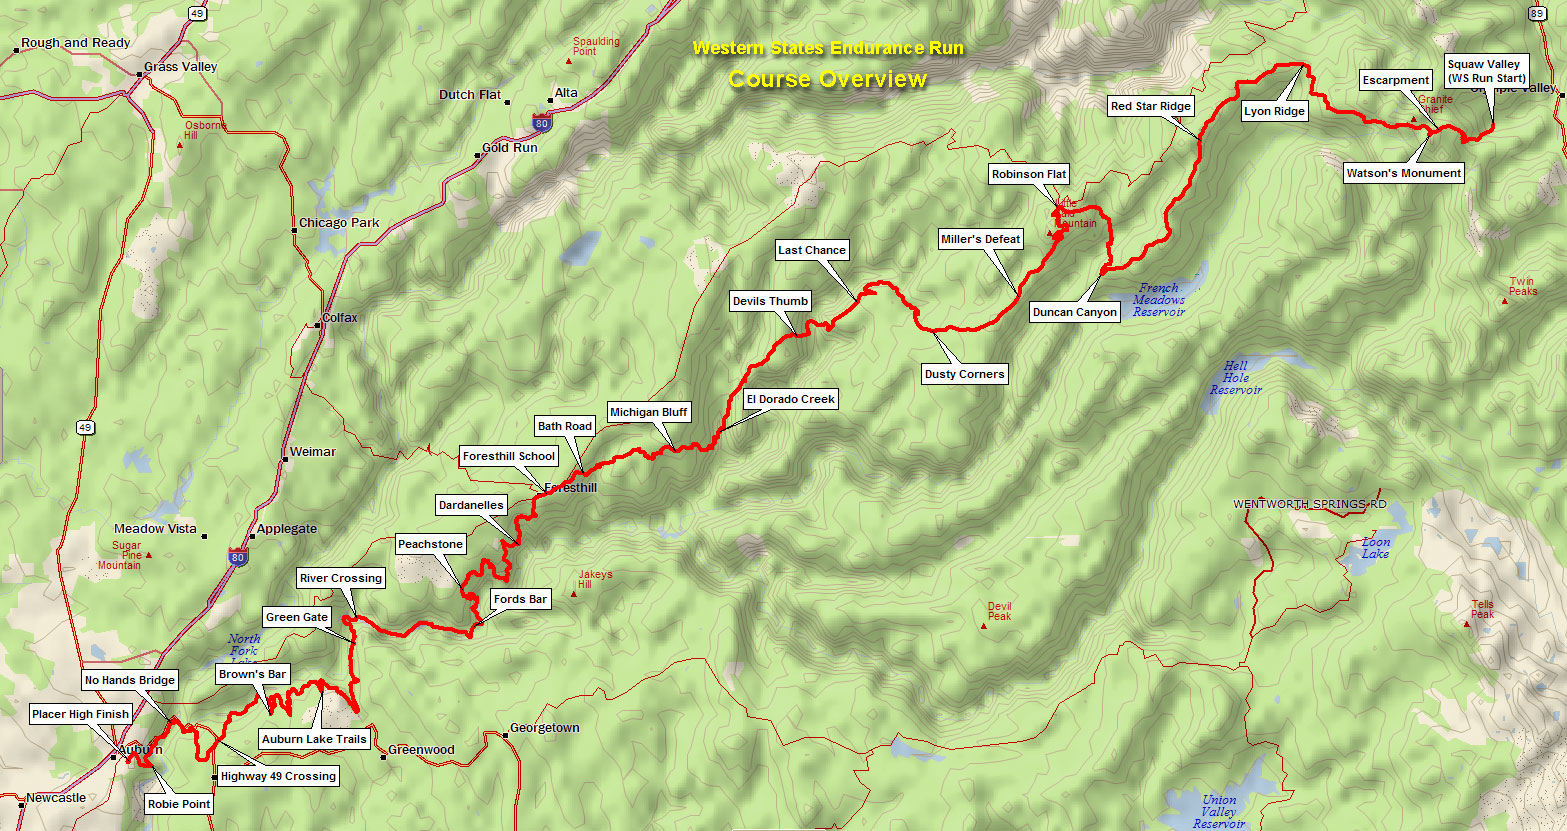 Western States Endurance Run
Course Overview
49
89
Rough and Ready
Grass Valley
Spaulding
Point
Dutch Flat
Alta
80
Osborne
Hill
Gold Run
Chicago Park
Colfax
49
Weimar
Meadow Vista
Applegate
80
Sugar
Pine
Mountain
Squaw Valley
(WS Run Start)
Escarpment
Granite
Chief
Watson's Monument
Lyon Ridge
Red Star Ridge
Robinson Flat
Mountain
Miller's Defeat
Duncan Canyon
French
Meadows
Reservoir
Twin
Peaks
Last Chance
Devils Thumb
Dusty Corners
Hell
Hole
Reservoir
El Dorado Creek
Michigan Bluff
Bath Road
Foresthill School
Foresthill
Dardanelles
Peachstone
Jakeys
Hill
Fords Bar
River Crossing
Green Gate
WENTWORTH SPRINGS RD
Loon
Lake
Devil
Peak
Tells
Peak
North
Fork
Brown's Bar
No Hands Bridge
Placer High Finish
Auburn
Auburn Lake Trails
Highway 49 Crossing
Robie Point
Greenwood
Georgetown
Newcastle
Union
Valley
Reservoir